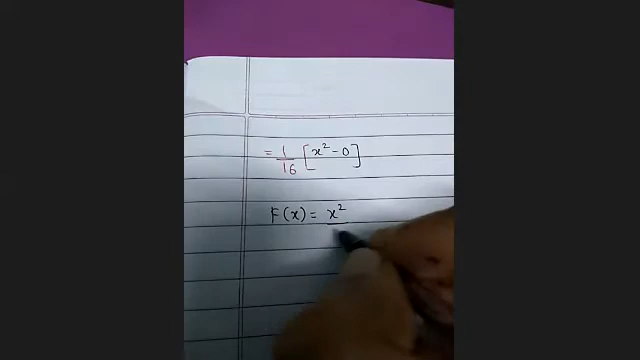 = 1/16 [x² - 0]
F(x) = x²